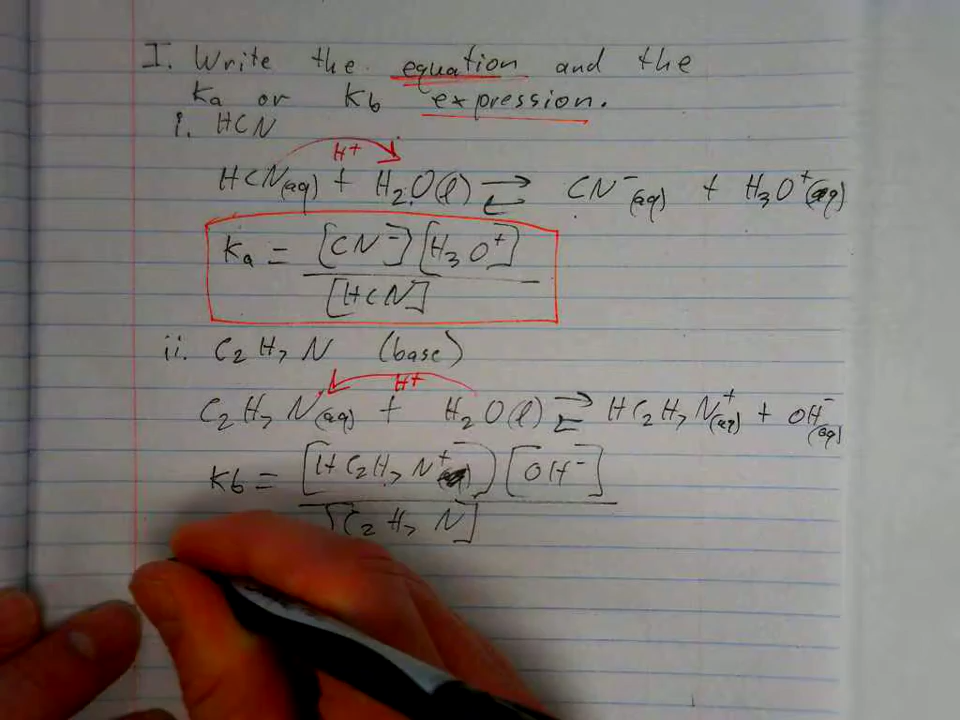 I. Write the equation and the
Ka or Kb expression.
i. HCN
H+
HCN(aq) + H2O(l) ⇌ CN⁻(aq) + H3O⁺(aq)
Ka = [CN⁻][H3O⁺]
[HCN]
ii. C2H7N (base)
H+
C2H7N(aq) + H2O(l) ⇌ HC2H7N⁺(aq) + OH⁻(aq)
Kb = [HC2H7N⁺][OH⁻]
[C2H7N]